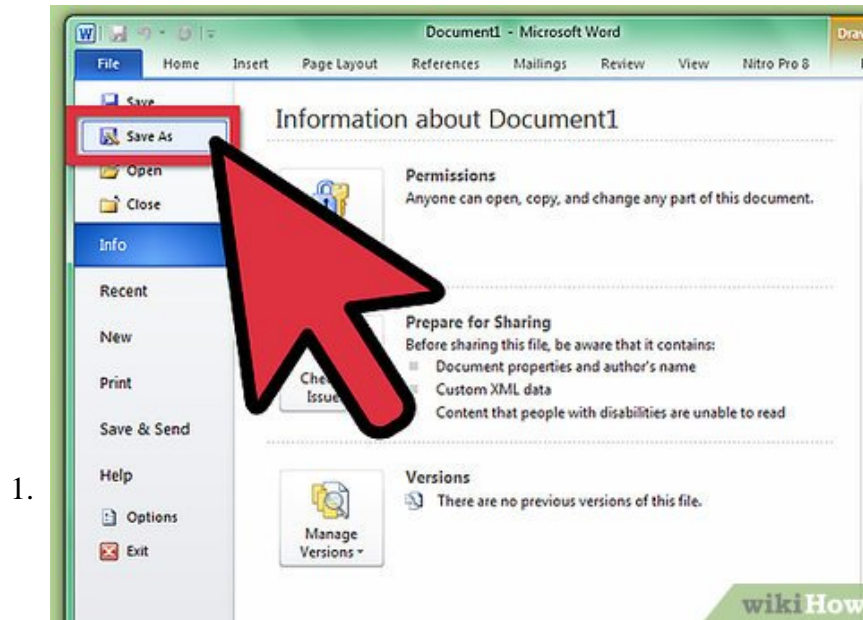 Document1 - Microsoft Word
File Home Insert Page Layout References Mailings Review View Nitro Pro 8
Save
Save As
Open
Close
Info
Recent
New
Print
Save & Send
Help
Options
Exit
Information about Document1
Permissions
Anyone can open, copy, and change any part of this document.
Prepare for Sharing
Before sharing this file, be aware that it contains:
Document properties and author's name
Custom XML data
Content that people with disabilities are unable to read
Versions
There are no previous versions of this file.
Manage
Versions
1.
wikiHow